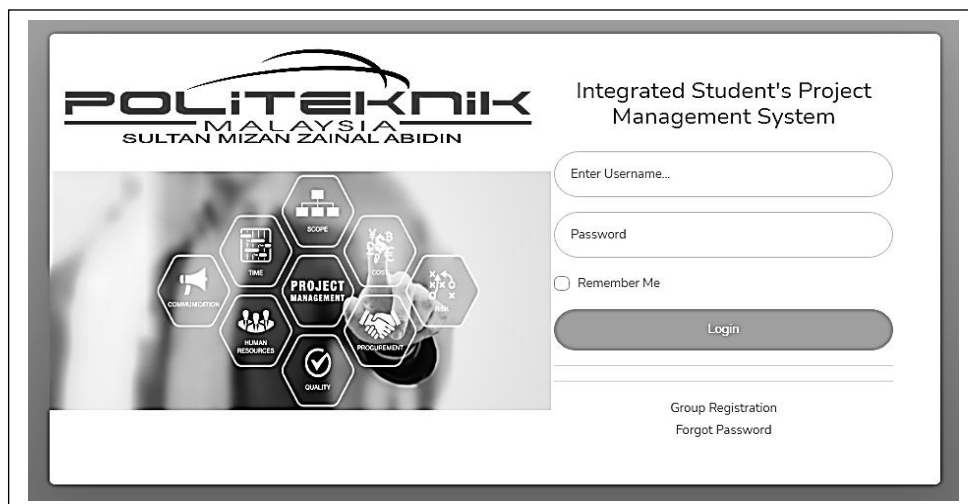 POLiTEKNiK
MALAYSIA
SULTAN MIZAN ZAINAL ABIDIN
SCOPE
TIME
COST
COMMUNICATION
PROJECT
MANAGEMENT
RISK
HUMAN
RESOURCES
PROCUREMENT
QUALITY
Integrated Student's Project
Management System
Enter Username...
Password
Remember Me
Login
Group Registration
Forgot Password